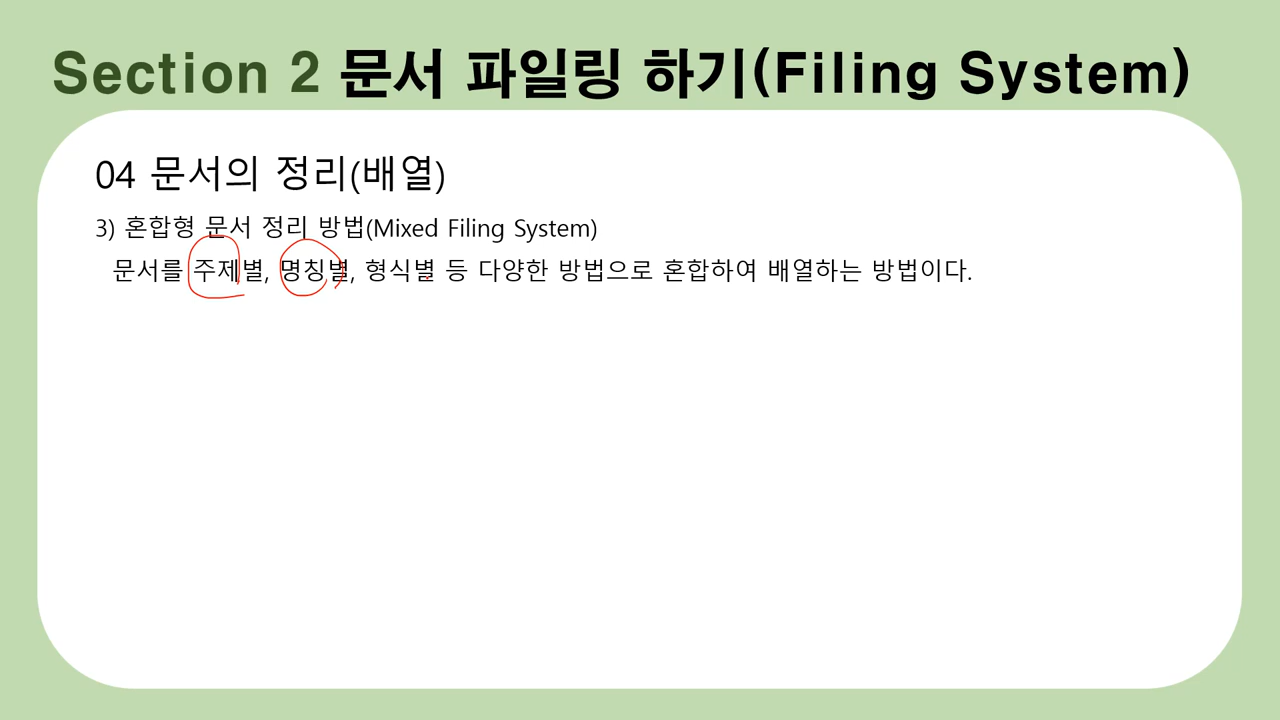 Section 2 문서 파일링 하기(Filing System)
04 문서의 정리(배열)
3) 혼합형 문서 정리 방법(Mixed Filing System)
문서를 주제별, 명칭별, 형식별 등 다양한 방법으로 혼합하여 배열하는 방법이다.